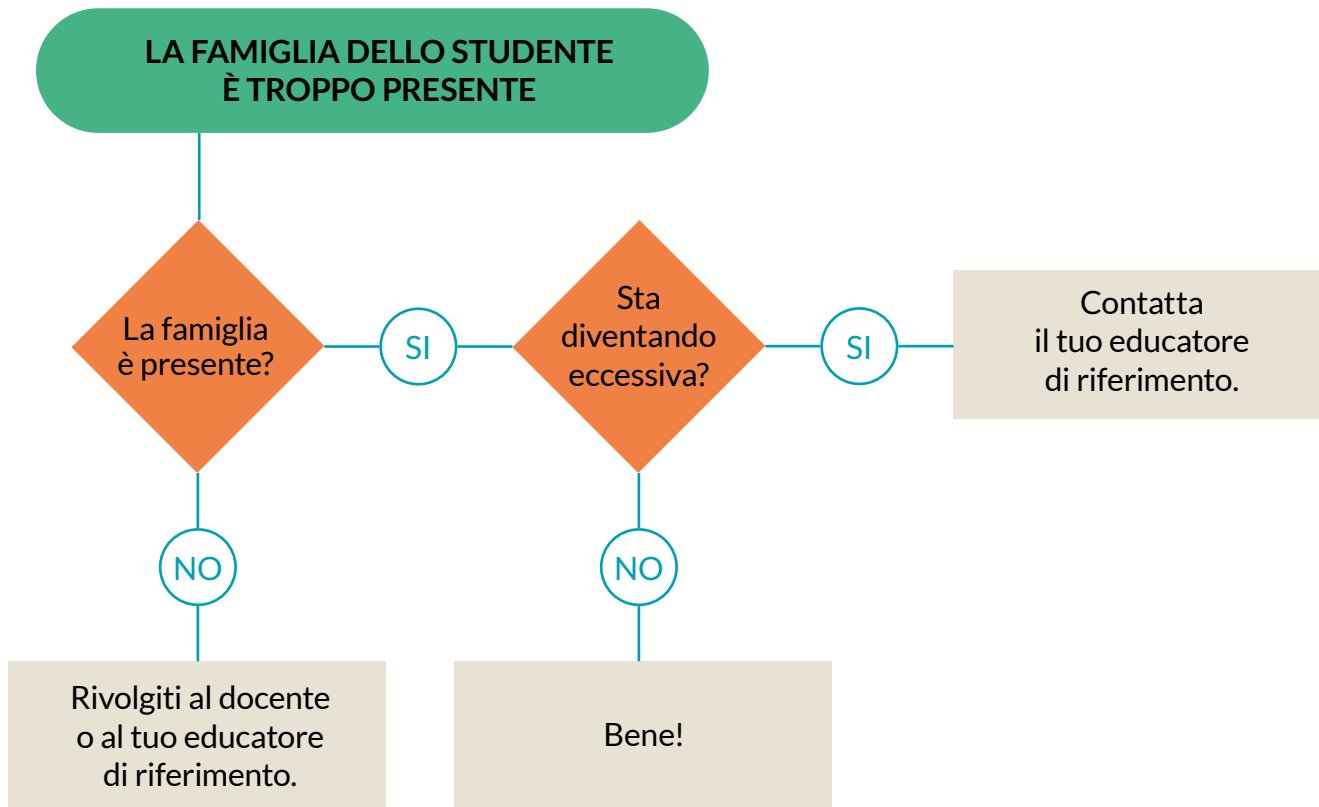 LA FAMIGLIA DELLO STUDENTE
È TROPPO PRESENTE
La famiglia
è presente?
SI
Sta
diventando
eccessiva?
SI
Contatta
il tuo educatore
di riferimento.
NO
NO
Rivolgiti al docente
o al tuo educatore
di riferimento.
Bene!